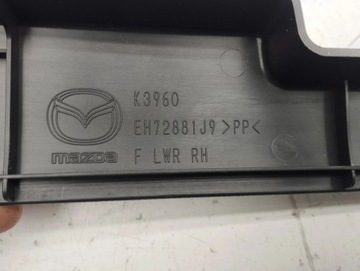 K3960
EH72881J9 >PP<
mazda F LWR RH